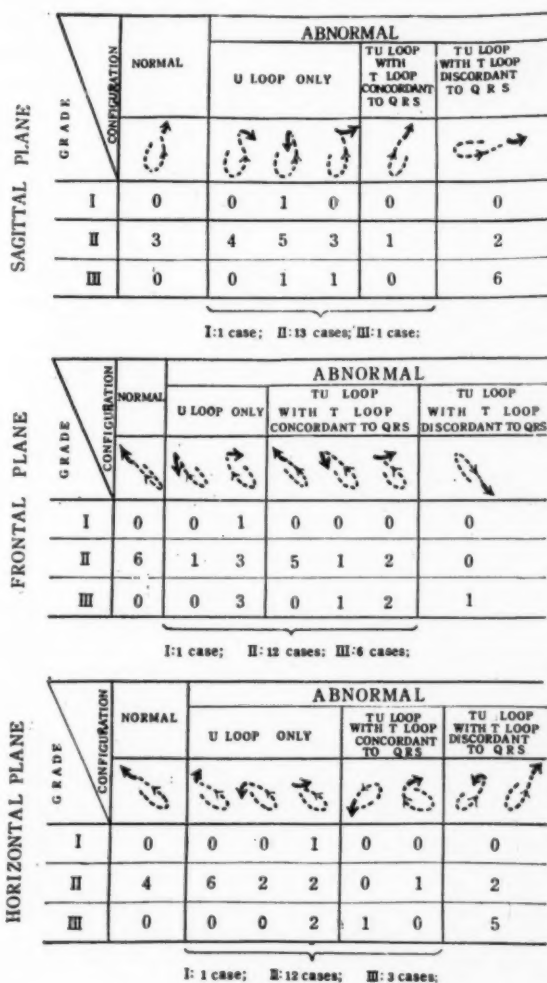 SAGITTAL PLANE
GRADE
CONFIGURATION
NORMAL
ABNORMAL
U LOOP ONLY
TU LOOP
WITH
T LOOP
CONCORDANT
TO QRS
TU LOOP
WITH T LOOP
DISCORDANT
TO Q R S
I 0 0 1 0 0 0
II 3 4 5 3 1 2
III 0 0 1 1 0 6
I:1 case; II:13 cases; III:1 case;
FRONTAL PLANE
GRADE
CONFIGURATION
NORMAL
ABNORMAL
U LOOP ONLY
TU LOOP
WITH T LOOP
CONCORDANT TO QRS
TU LOOP
WITH T LOOP
DISCORDANT TO QRS
I 0 0 1 0 0 0 0
II 6 1 3 5 1 2 0
III 0 0 3 0 1 2 1
I:1 case; II:12 cases; III:6 cases;
HORIZONTAL PLANE
GRADE
CONFIGURATION
NORMAL
ABNORMAL
U LOOP ONLY
TU LOOP
WITH T LOOP
CONCORDANT
TO QRS
TU LOOP
WITH T LOOP
DISCORDANT
TO QRS
I 0 0 0 1 0 0 0
II 4 6 2 2 0 1 2
III 0 0 0 2 1 0 5
I: 1 case; II:12 cases; III: 3 cases;